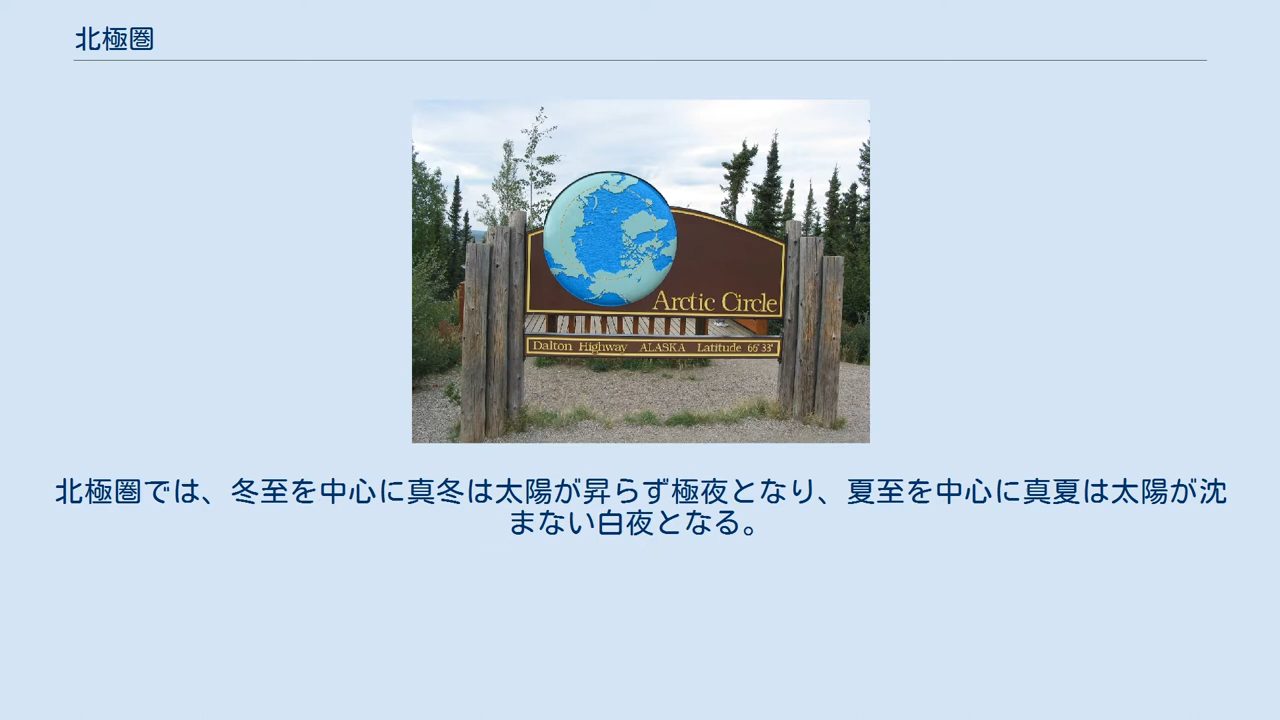 北極圏
Arctic Circle
Dalton Highway ALASKA Latitude 66°33'
北極圏では、冬至を中心に真冬は太陽が昇らず極夜となり、夏至を中心に真夏は太陽が沈
まない白夜となる。